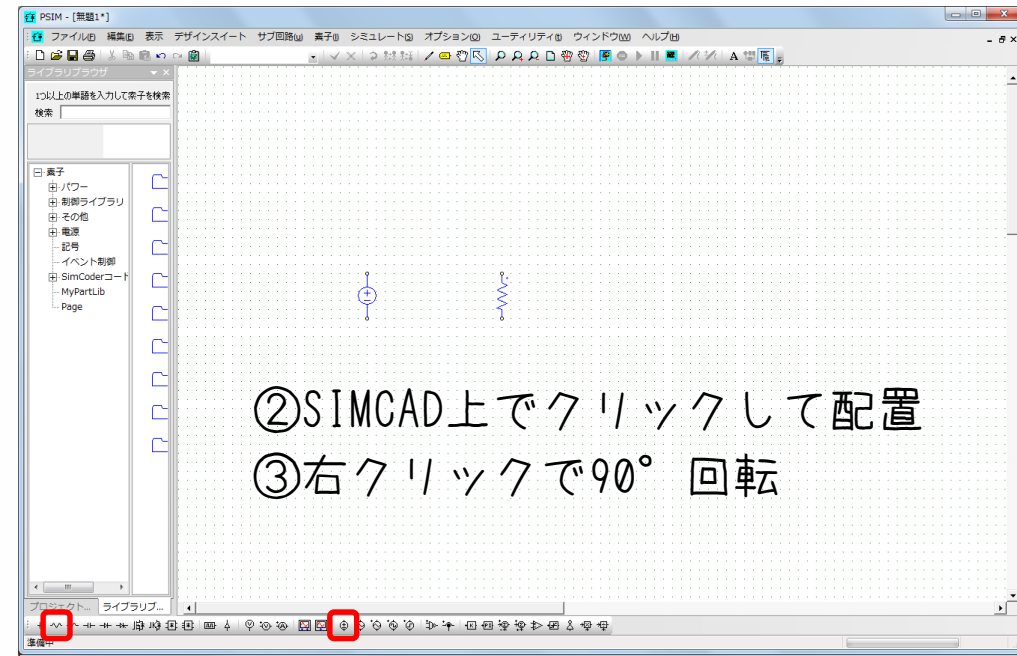 PSIM - [無題1*]
ファイル(F) 編集(E) 表示 デザインスイート サブ回路(u) 素子(l) シミュレート(S) オプション(O) ユーティリティ(i) ウィンドウ(W) ヘルプ(H)
ライブラリブラウザ
1つ以上の単語を入力して素子を検索
検索
素子
パワー
制御ライブラリ
その他
電源
記号
イベント制御
SimCoderコート
MyPartLib
Page
②SIMCAD上でクリックして配置
③右クリックで90°回転
プロジェクト... ライブラリブ...
準備中